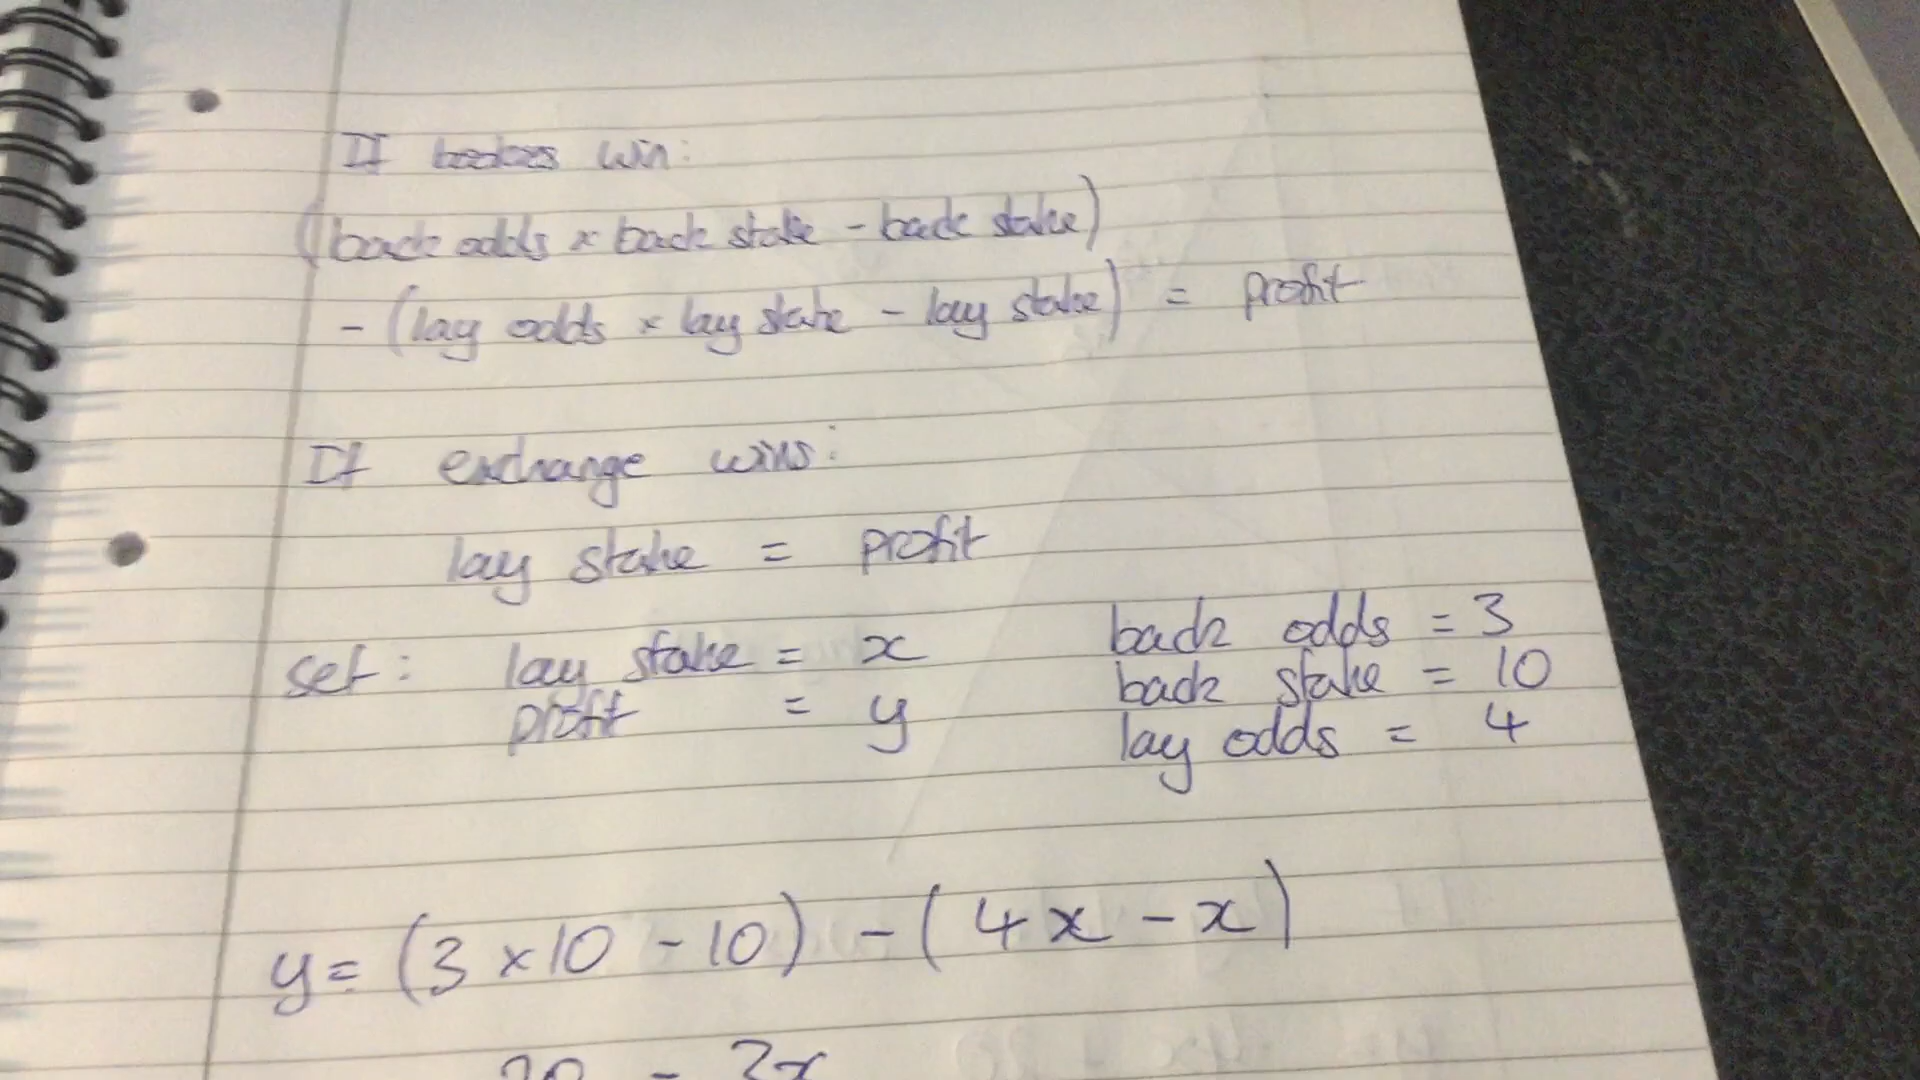 If bookies win:
(back odds x back stake - back stake)
- (lay odds x lay stake - lay stake) = profit
If exchange wins:
lay stake = profit
set: lay stake = x
profit = y
back odds = 3
back stake = 10
lay odds = 4
y = (3 x 10 - 10) - (4x - x)
20 - 3x